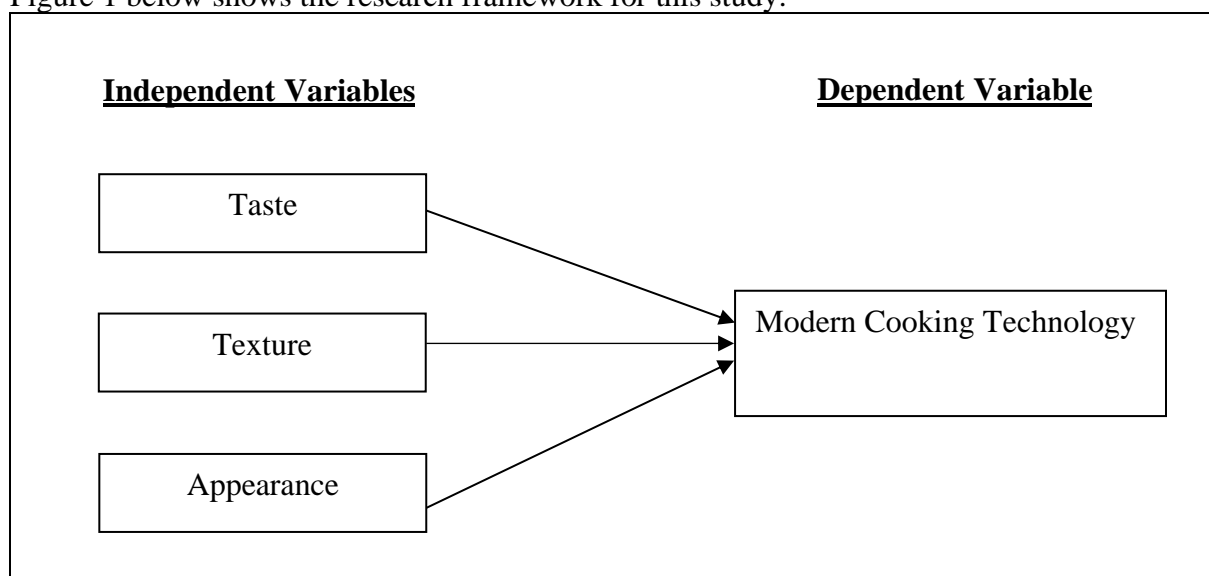 Figure 1 below shows the research framework for this study.
Independent Variables
Dependent Variable
Taste
Texture
Appearance
Modern Cooking Technology